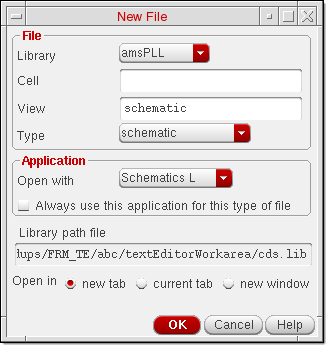 New File
File
Library amsPLL
Cell
View schematic
Type schematic
Application
Open with Schematics L
Always use this application for this type of file
Library path file
lups/FRM_TE/abc/textEditorWorkarea/cds.lib
Open in new tab current tab new window
OK Cancel Help